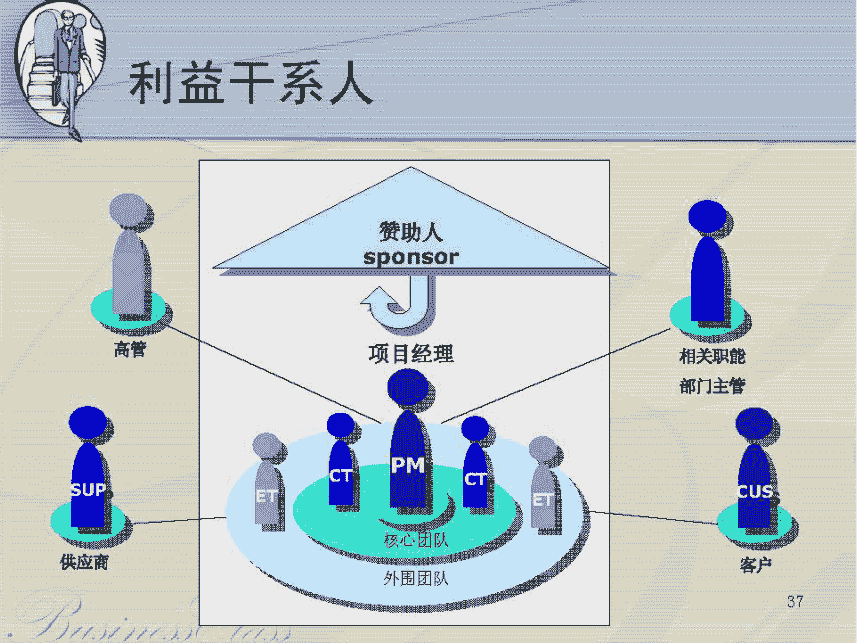 利益干系人
赞助人
sponsor
项目经理
高管
相关职能
部门主管
PM
CT
CT
ET
ET
SUP
CUS
核心团队
外围团队
供应商
客户
37
Business Class